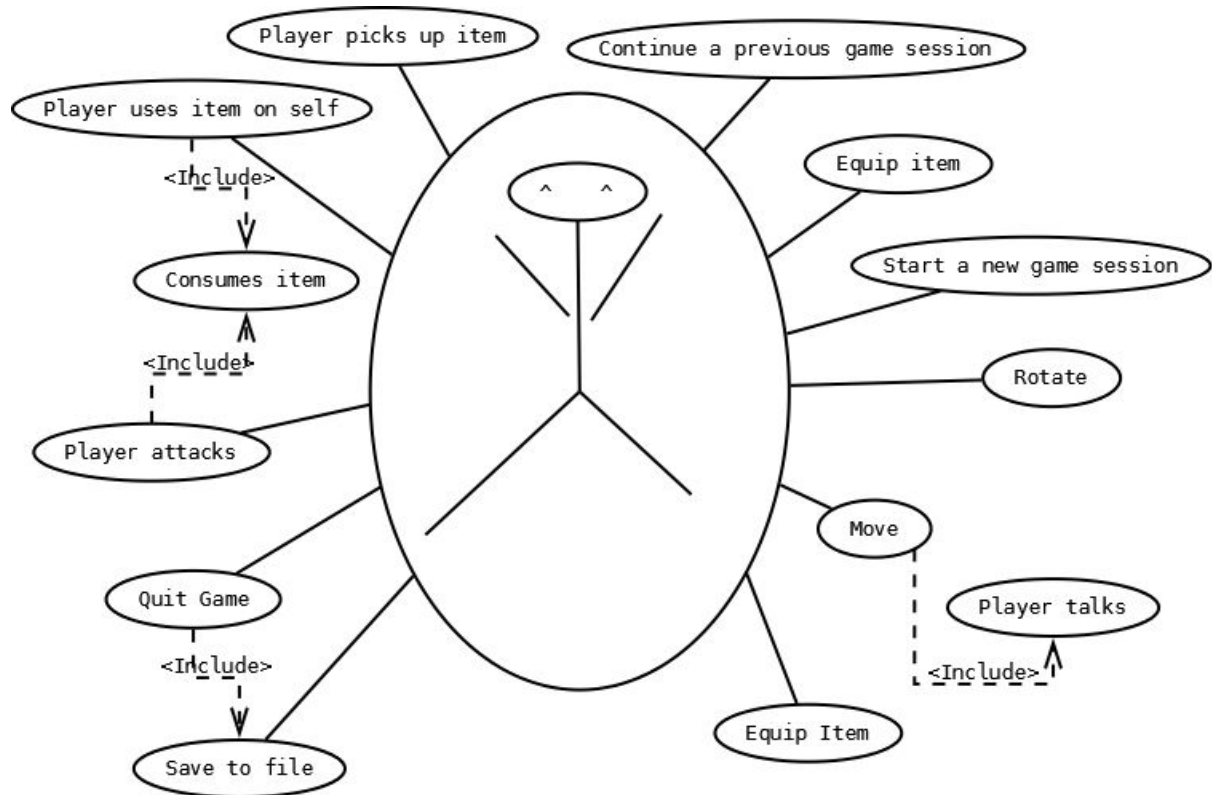 Player picks up item
Continue a previous game session
Player uses item on self
Equip item
<Include>
^ ^
Start a new game session
Consumes item
<Include>
Rotate
Player attacks
Move
Quit Game
Player talks
<Include>
<Include>
Equip Item
Save to file